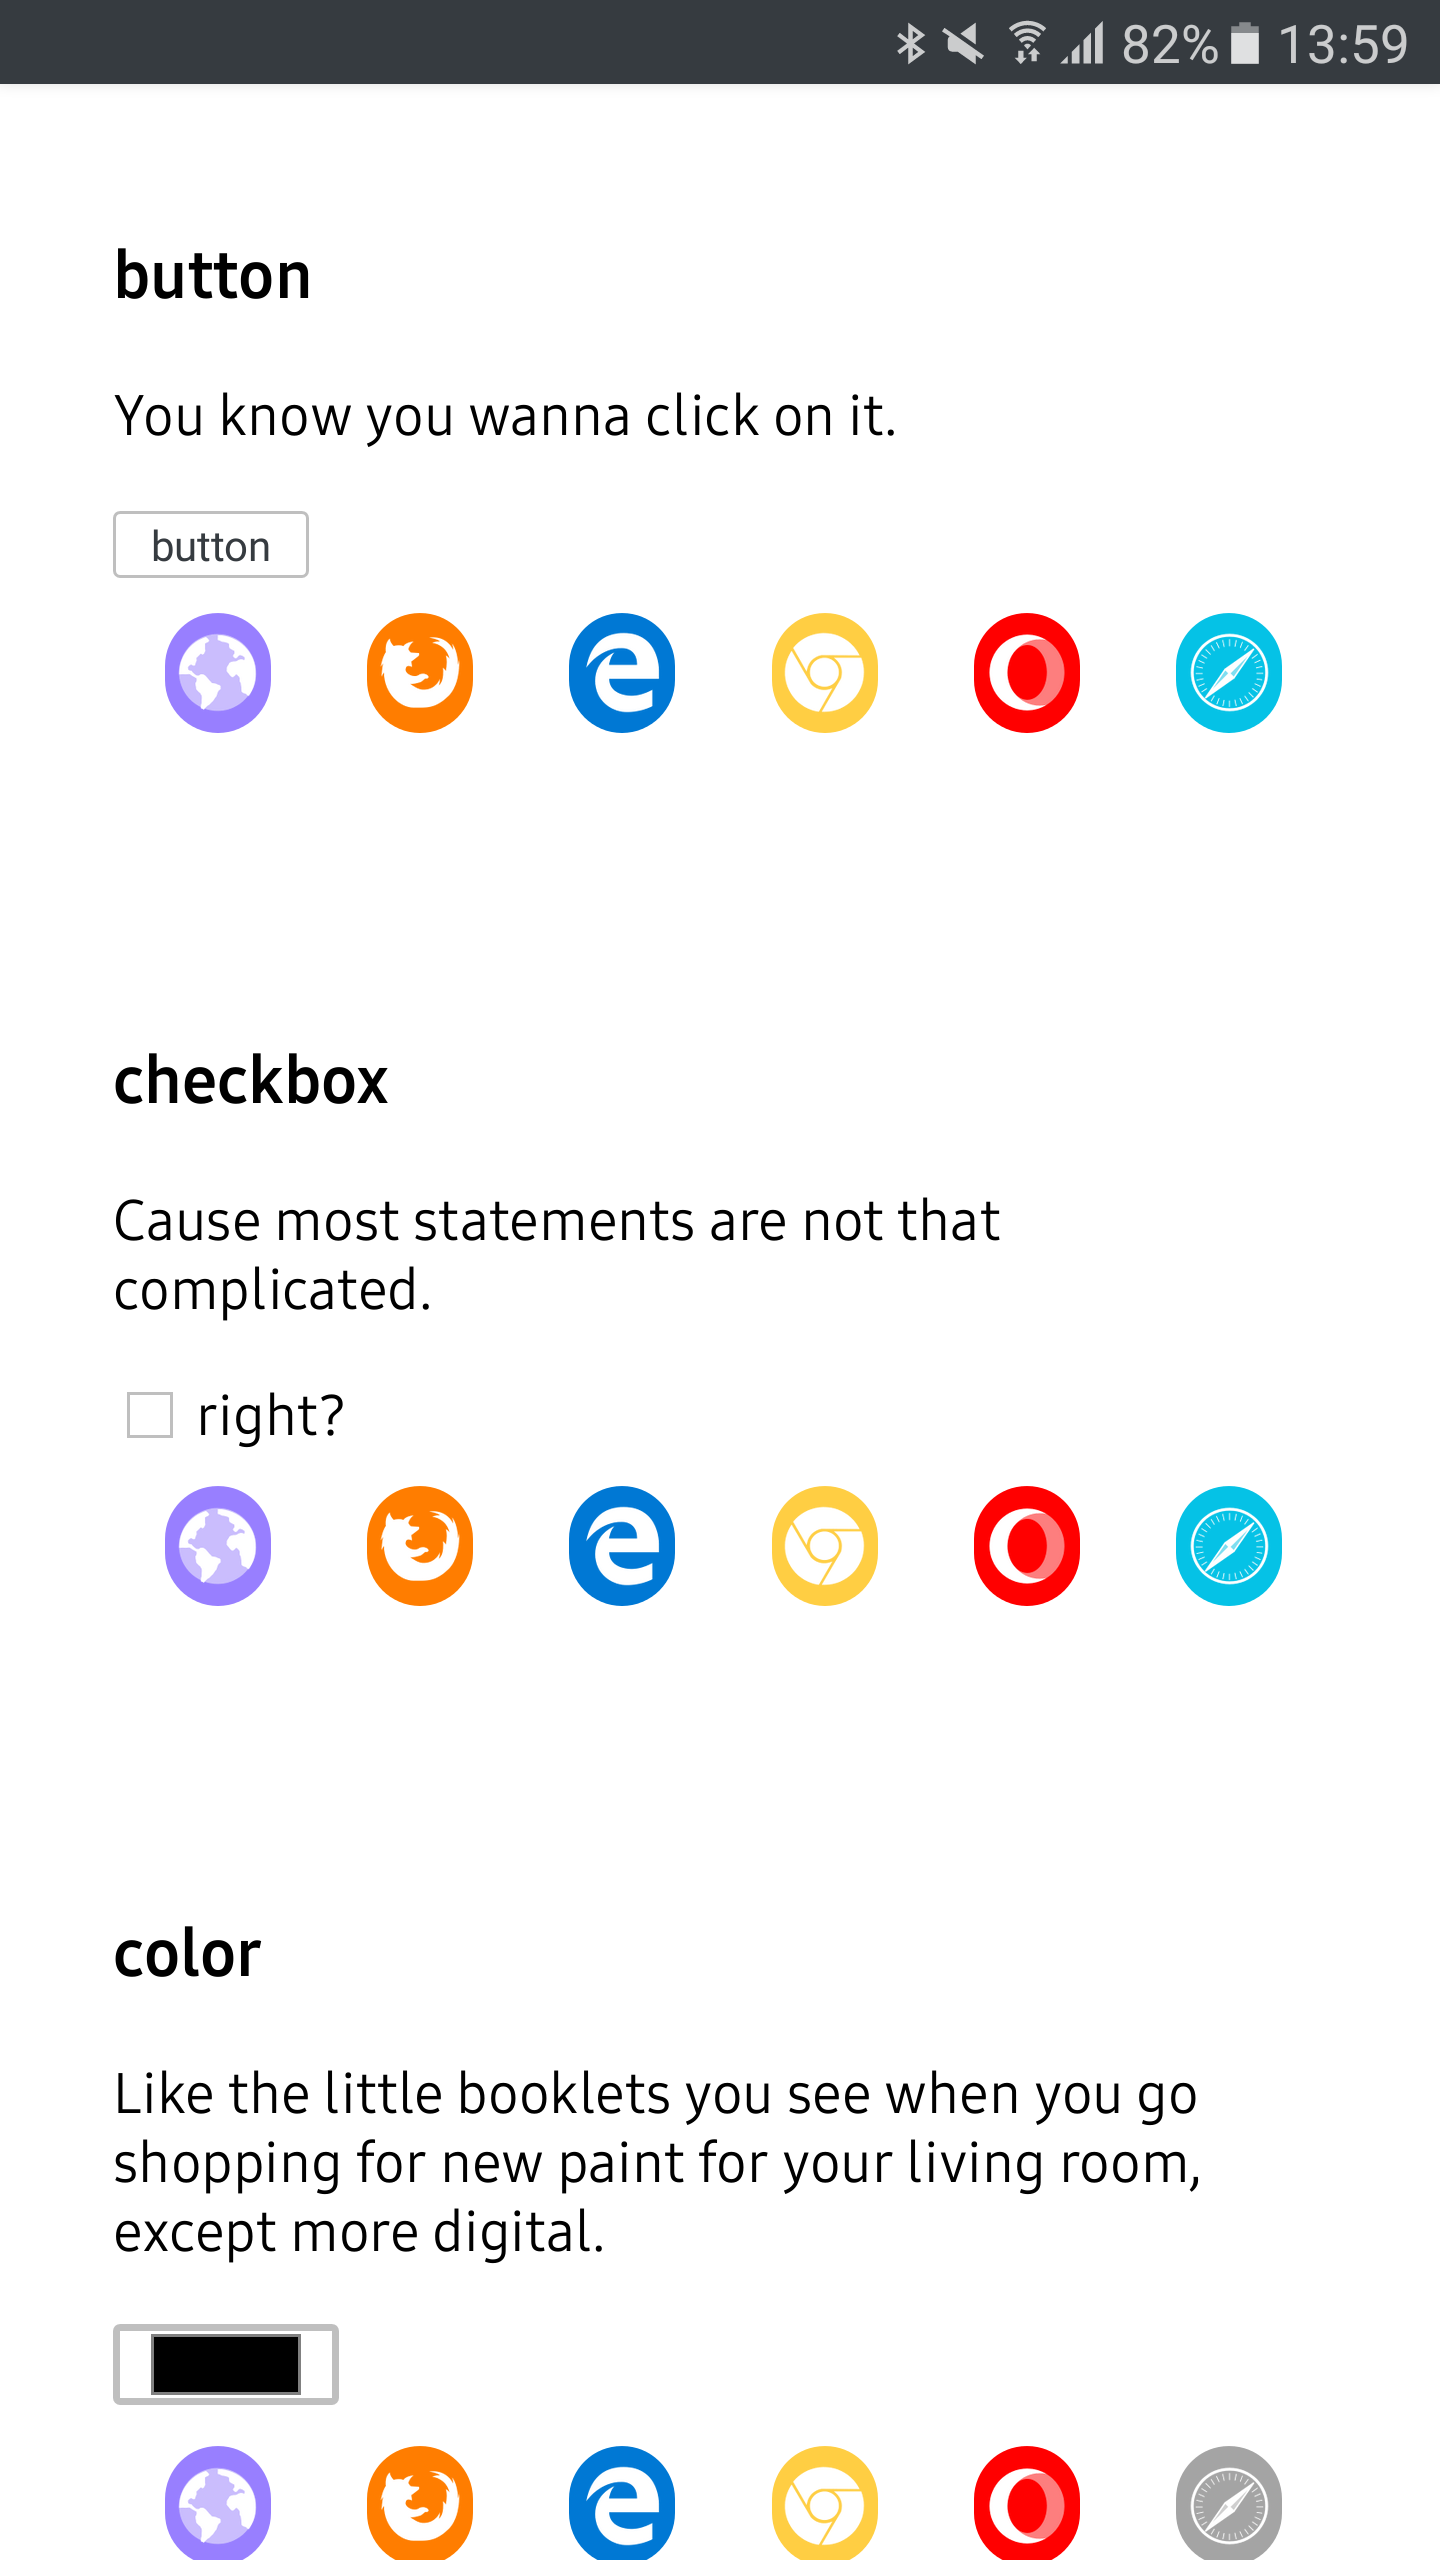 82% 13:59
button
You know you wanna click on it.
button
checkbox
Cause most statements are not that
complicated.
right?
color
Like the little booklets you see when you go
shopping for new paint for your living room,
except more digital.